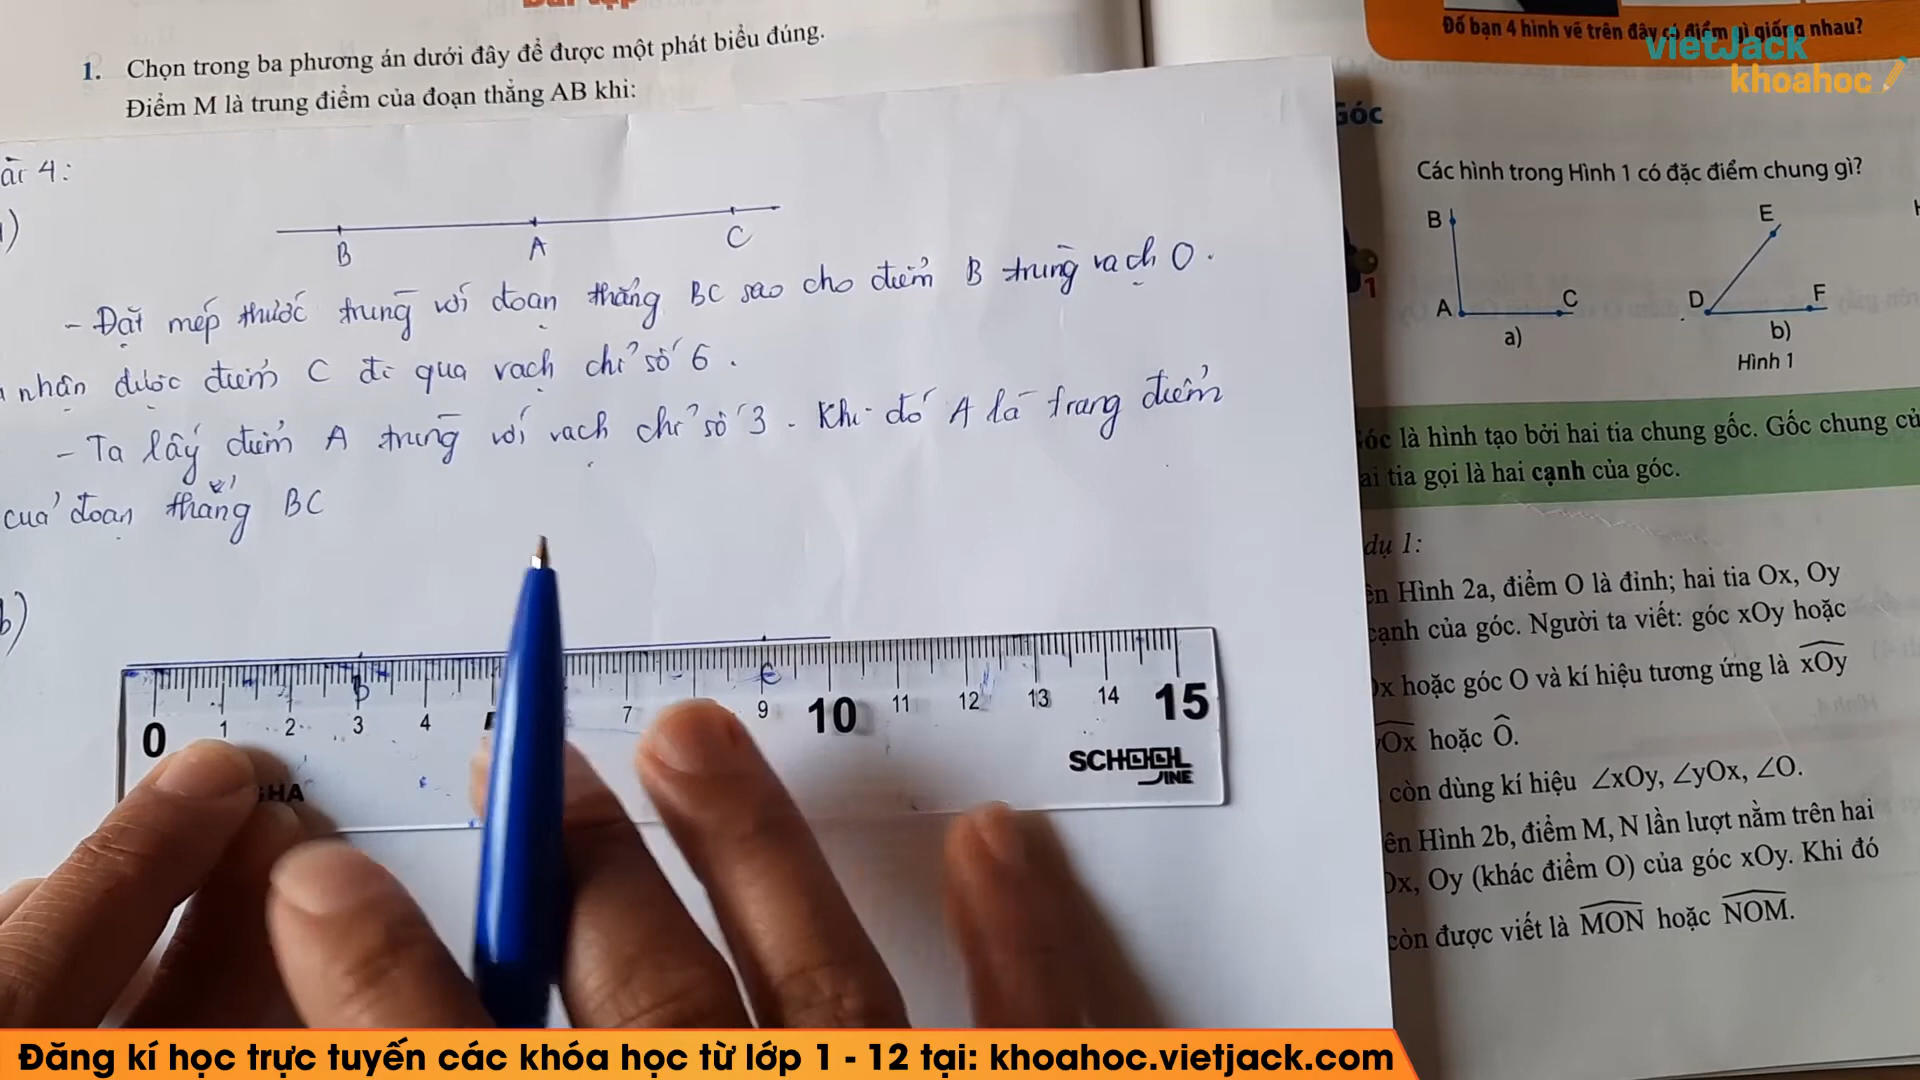 Bài tập
1. Chọn trong ba phương án dưới đây để được một phát biểu đúng.
Điểm M là trung điểm của đoạn thẳng AB khi:
ài 4:
)
B A C
- Đặt mép thước trùng với đoạn thẳng BC sao cho điểm B trùng vạch 0.
nhận được điểm C đi qua vạch chỉ số 6.
- Ta lấy điểm A trùng với vạch chỉ số 3. Khi đó A là trung điểm
của đoạn thẳng BC
b)
B C
0 1 2 3 4 7 9 10 11 12 13 14 15
GHA
SCHOOL
LINE
Đố bạn 4 hình vẽ trên đây có điểm gì giống nhau?
vietJack
khoahoc
Góc
Các hình trong Hình 1 có đặc điểm chung gì?
1
B A C
a)
E D F
b)
Hình 1
Góc là hình tạo bởi hai tia chung gốc. Gốc chung củ
ai tia gọi là hai cạnh của góc.
dụ 1:
ên Hình 2a, điểm O là đỉnh; hai tia Ox, Oy
cạnh của góc. Người ta viết: góc xOy hoặc
Ox hoặc góc O và kí hiệu tương ứng là xOy
yOx hoặc Ô.
còn dùng kí hiệu ∠xOy, ∠yOx, ∠O.
ên Hình 2b, điểm M, N lần lượt nằm trên hai
Ox, Oy (khác điểm O) của góc xOy. Khi đó
còn được viết là MON hoặc NOM.
Đăng kí học trực tuyến các khóa học từ lớp 1 - 12 tại: khoahoc.vietjack.com